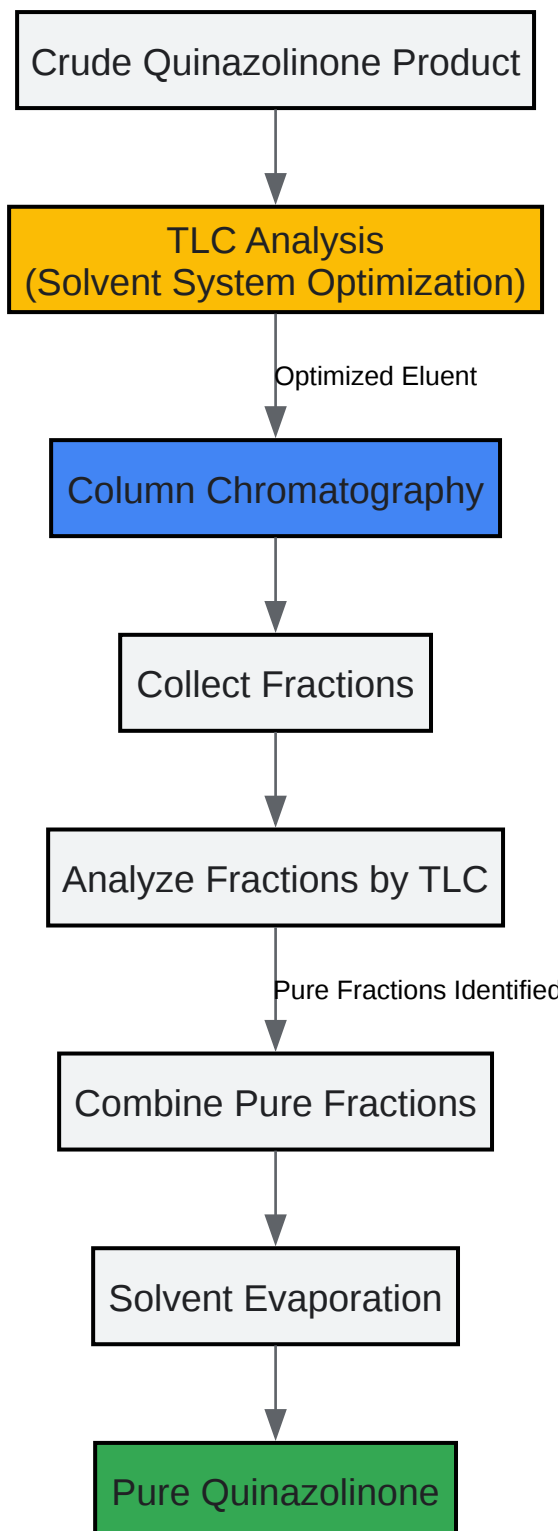 Crude Quinazolinone Product
TLC Analysis
(Solvent System Optimization)
Optimized Eluent
Column Chromatography
Collect Fractions
Analyze Fractions by TLC
Pure Fractions Identified
Combine Pure Fractions
Solvent Evaporation
Pure Quinazolinone